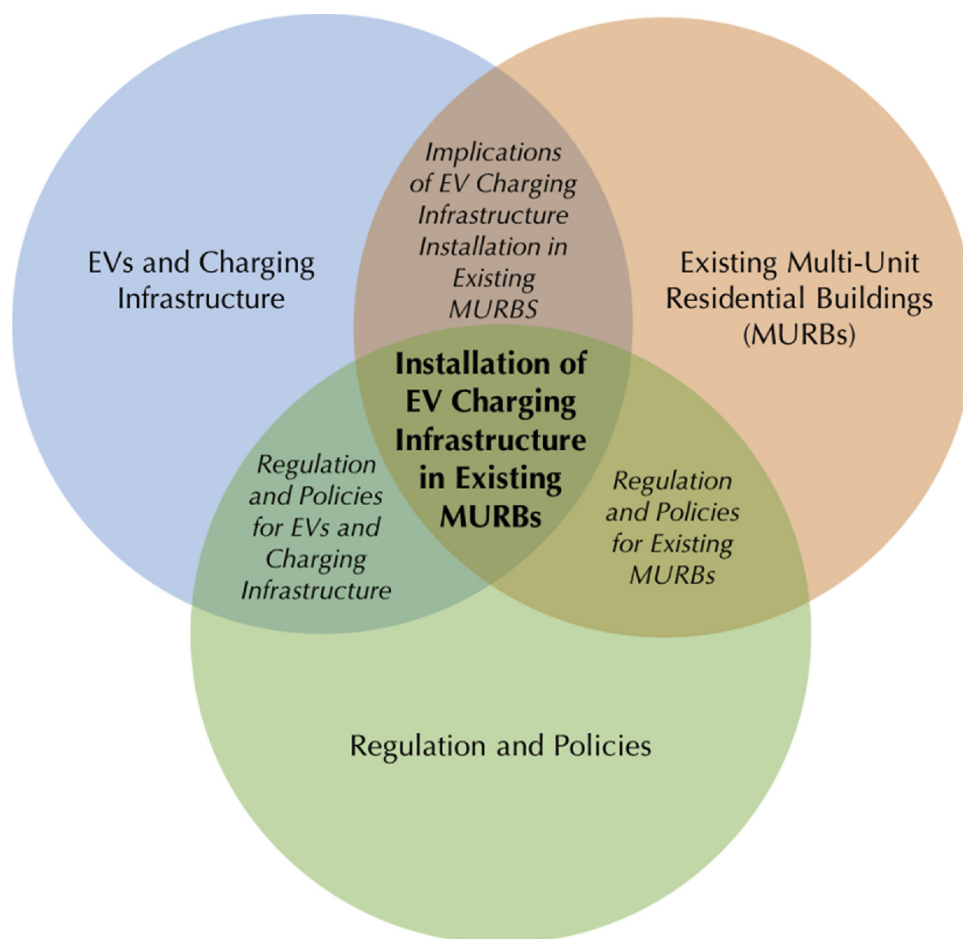 Implications
of EV Charging
Infrastructure
Installation in
Existing
MURBS
EVs and Charging
Infrastructure
Existing Multi-Unit
Residential Buildings
(MURBs)
Installation of
EV Charging
Infrastructure
in Existing
MURBs
Regulation
and Policies
for EVs and
Charging
Infrastructure
Regulation
and Policies
for Existing
MURBs
Regulation and Policies